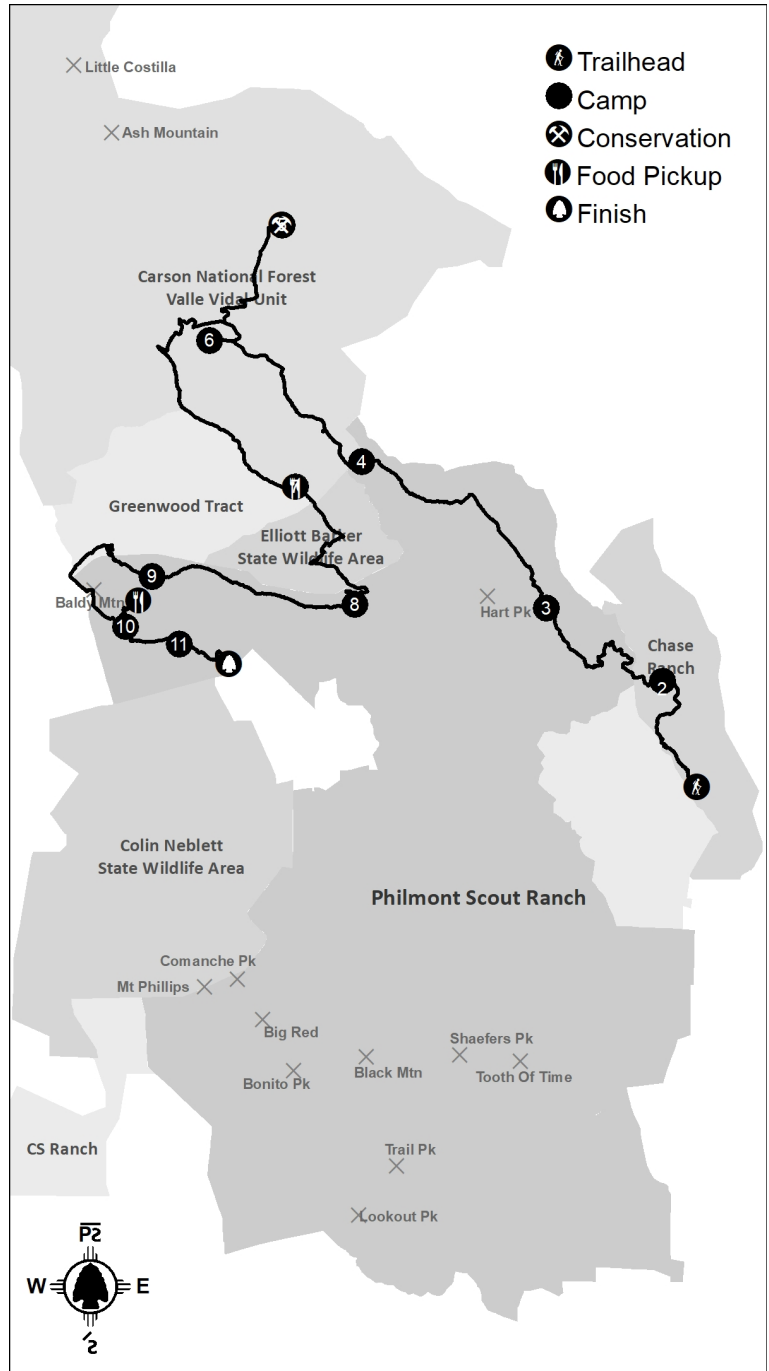 Little Costilla
Trailhead
Camp
Ash Mountain
Conservation
Food Pickup
Finish
Carson National Forest
Valle Vidal Unit
6
4
Greenwood Tract
Elliott Barker
State Wildlife Area
9
8
Baldy Mtn
Hart Pk
3
10
11
Chase
Ranch
2
Colin Neblett
State Wildlife Area
Philmont Scout Ranch
Comanche Pk
Mt Phillips
Big Red
Shaefers Pk
Black Mtn
Bonito Pk
Tooth Of Time
CS Ranch
Trail Pk
Lookout Pk
W
E